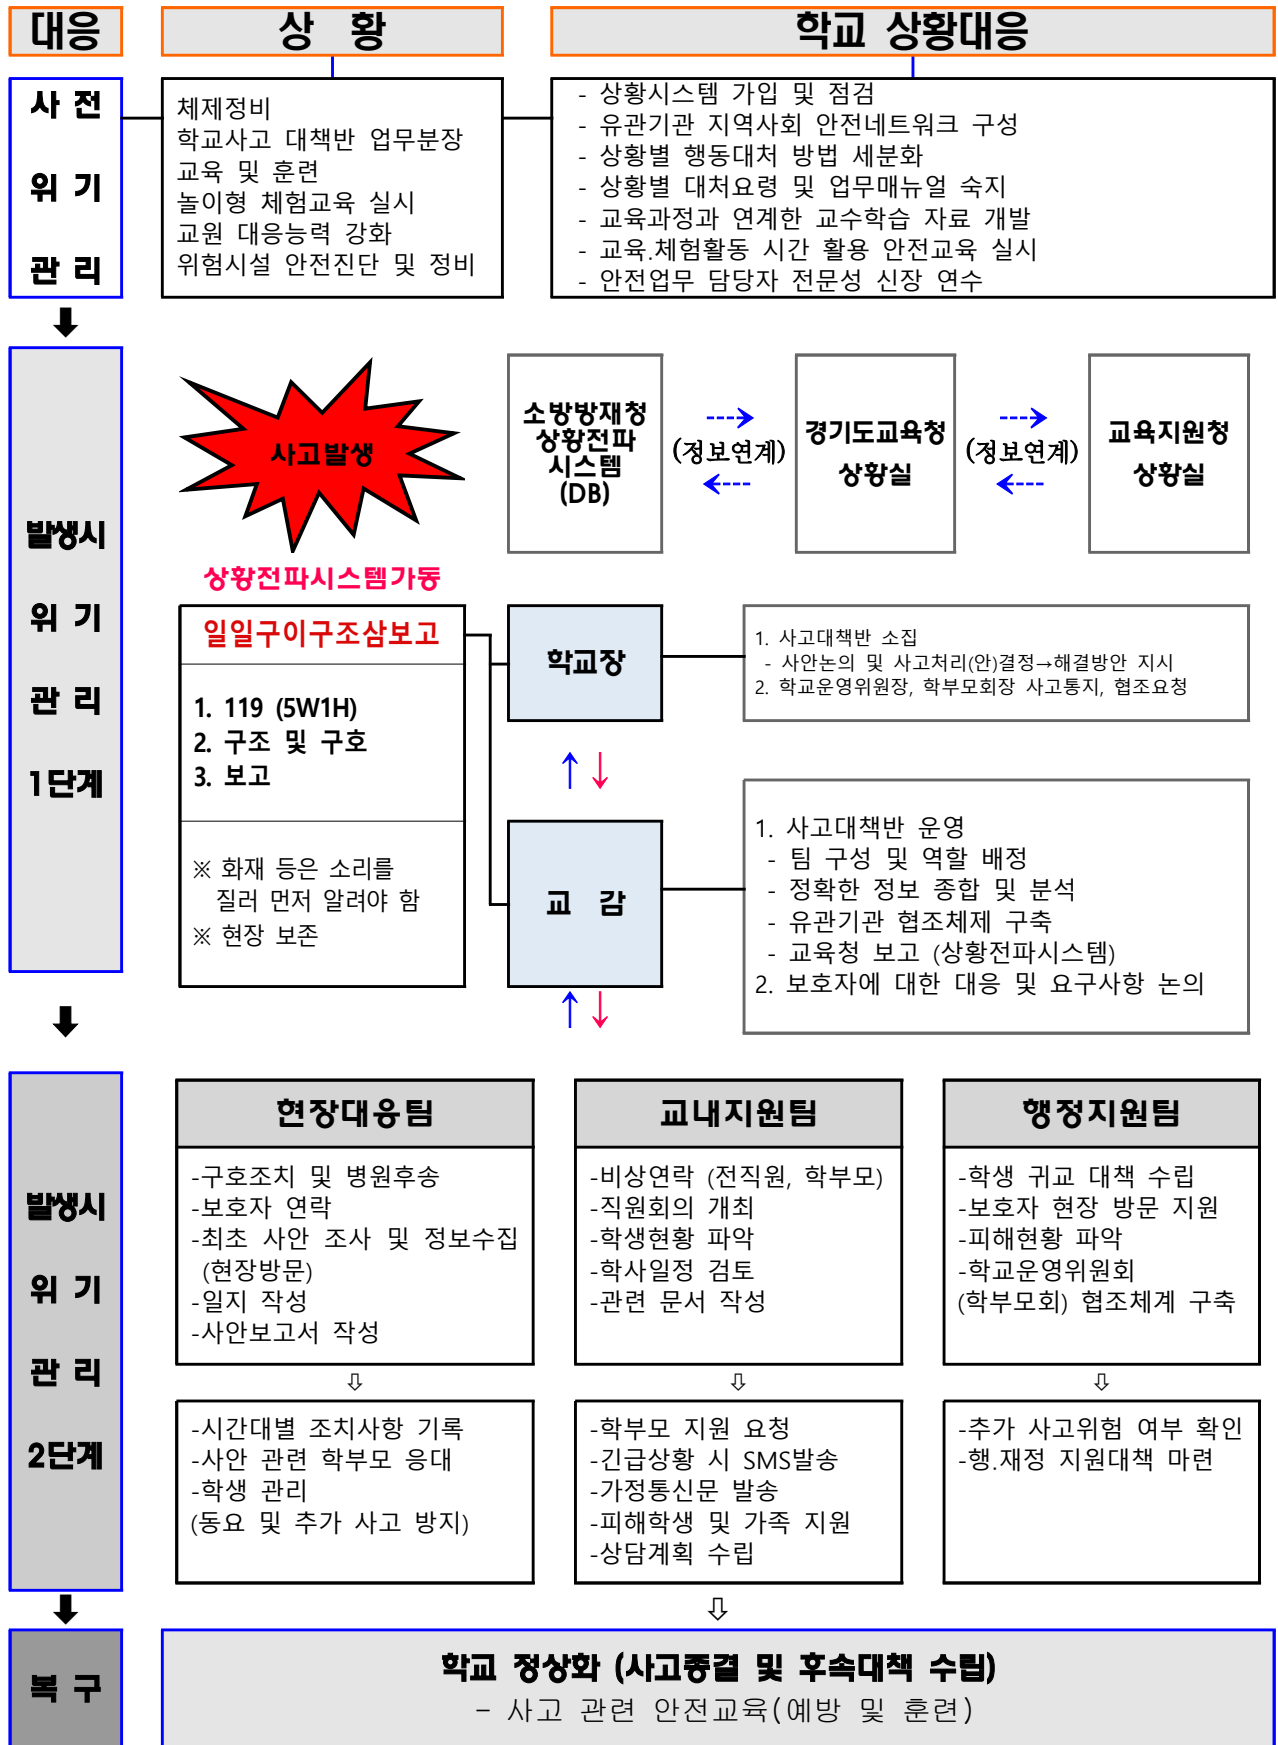 대응
상 황
학교 상황대응
사 전
위 기
관 리
체제정비
학교사고 대책반 업무분장
교육 및 훈련
놀이형 체험교육 실시
교원 대응능력 강화
위험시설 안전진단 및 정비
- 상황시스템 가입 및 점검
- 유관기관 지역사회 안전네트워크 구성
- 상황별 행동대처 방법 세분화
- 상황별 대처요령 및 업무매뉴얼 숙지
- 교육과정과 연계한 교수학습 자료 개발
- 교육.체험활동 시간 활용 안전교육 실시
- 안전업무 담당자 전문성 신장 연수
발생시
위 기
관 리
1단계
사고발생
상황전파시스템가동
소방방재청
상황전파
시스템
(DB)
(정보연계)
경기도교육청
상황실
(정보연계)
교육지원청
상황실
일일구이구조삼보고
1. 119 (5W1H)
2. 구조 및 구호
3. 보고
※ 화재 등은 소리를
질러 먼저 알려야 함
※ 현장 보존
학교장
1. 사고대책반 소집
- 사안논의 및 사고처리(안)결정→해결방안 지시
2. 학교운영위원장, 학부모회장 사고통지, 협조요청
교 감
1. 사고대책반 운영
- 팀 구성 및 역할 배정
- 정확한 정보 종합 및 분석
- 유관기관 협조체제 구축
- 교육청 보고 (상황전파시스템)
2. 보호자에 대한 대응 및 요구사항 논의
발생시
위 기
관 리
2단계
현장대응팀
-구호조치 및 병원후송
-보호자 연락
-최초 사안 조사 및 정보수집
(현장방문)
-일지 작성
-사안보고서 작성
교내지원팀
-비상연락 (전직원, 학부모)
-직원회의 개최
-학생현황 파악
-학사일정 검토
-관련 문서 작성
행정지원팀
-학생 귀교 대책 수립
-보호자 현장 방문 지원
-피해현황 파악
-학교운영위원회
(학부모회) 협조체계 구축
-시간대별 조치사항 기록
-사안 관련 학부모 응대
-학생 관리
(동요 및 추가 사고 방지)
-학부모 지원 요청
-긴급상황 시 SMS발송
-가정통신문 발송
-피해학생 및 가족 지원
-상담계획 수립
-추가 사고위험 여부 확인
-행.재정 지원대책 마련
복 구
학교 정상화 (사고종결 및 후속대책 수립)
- 사고 관련 안전교육(예방 및 훈련)